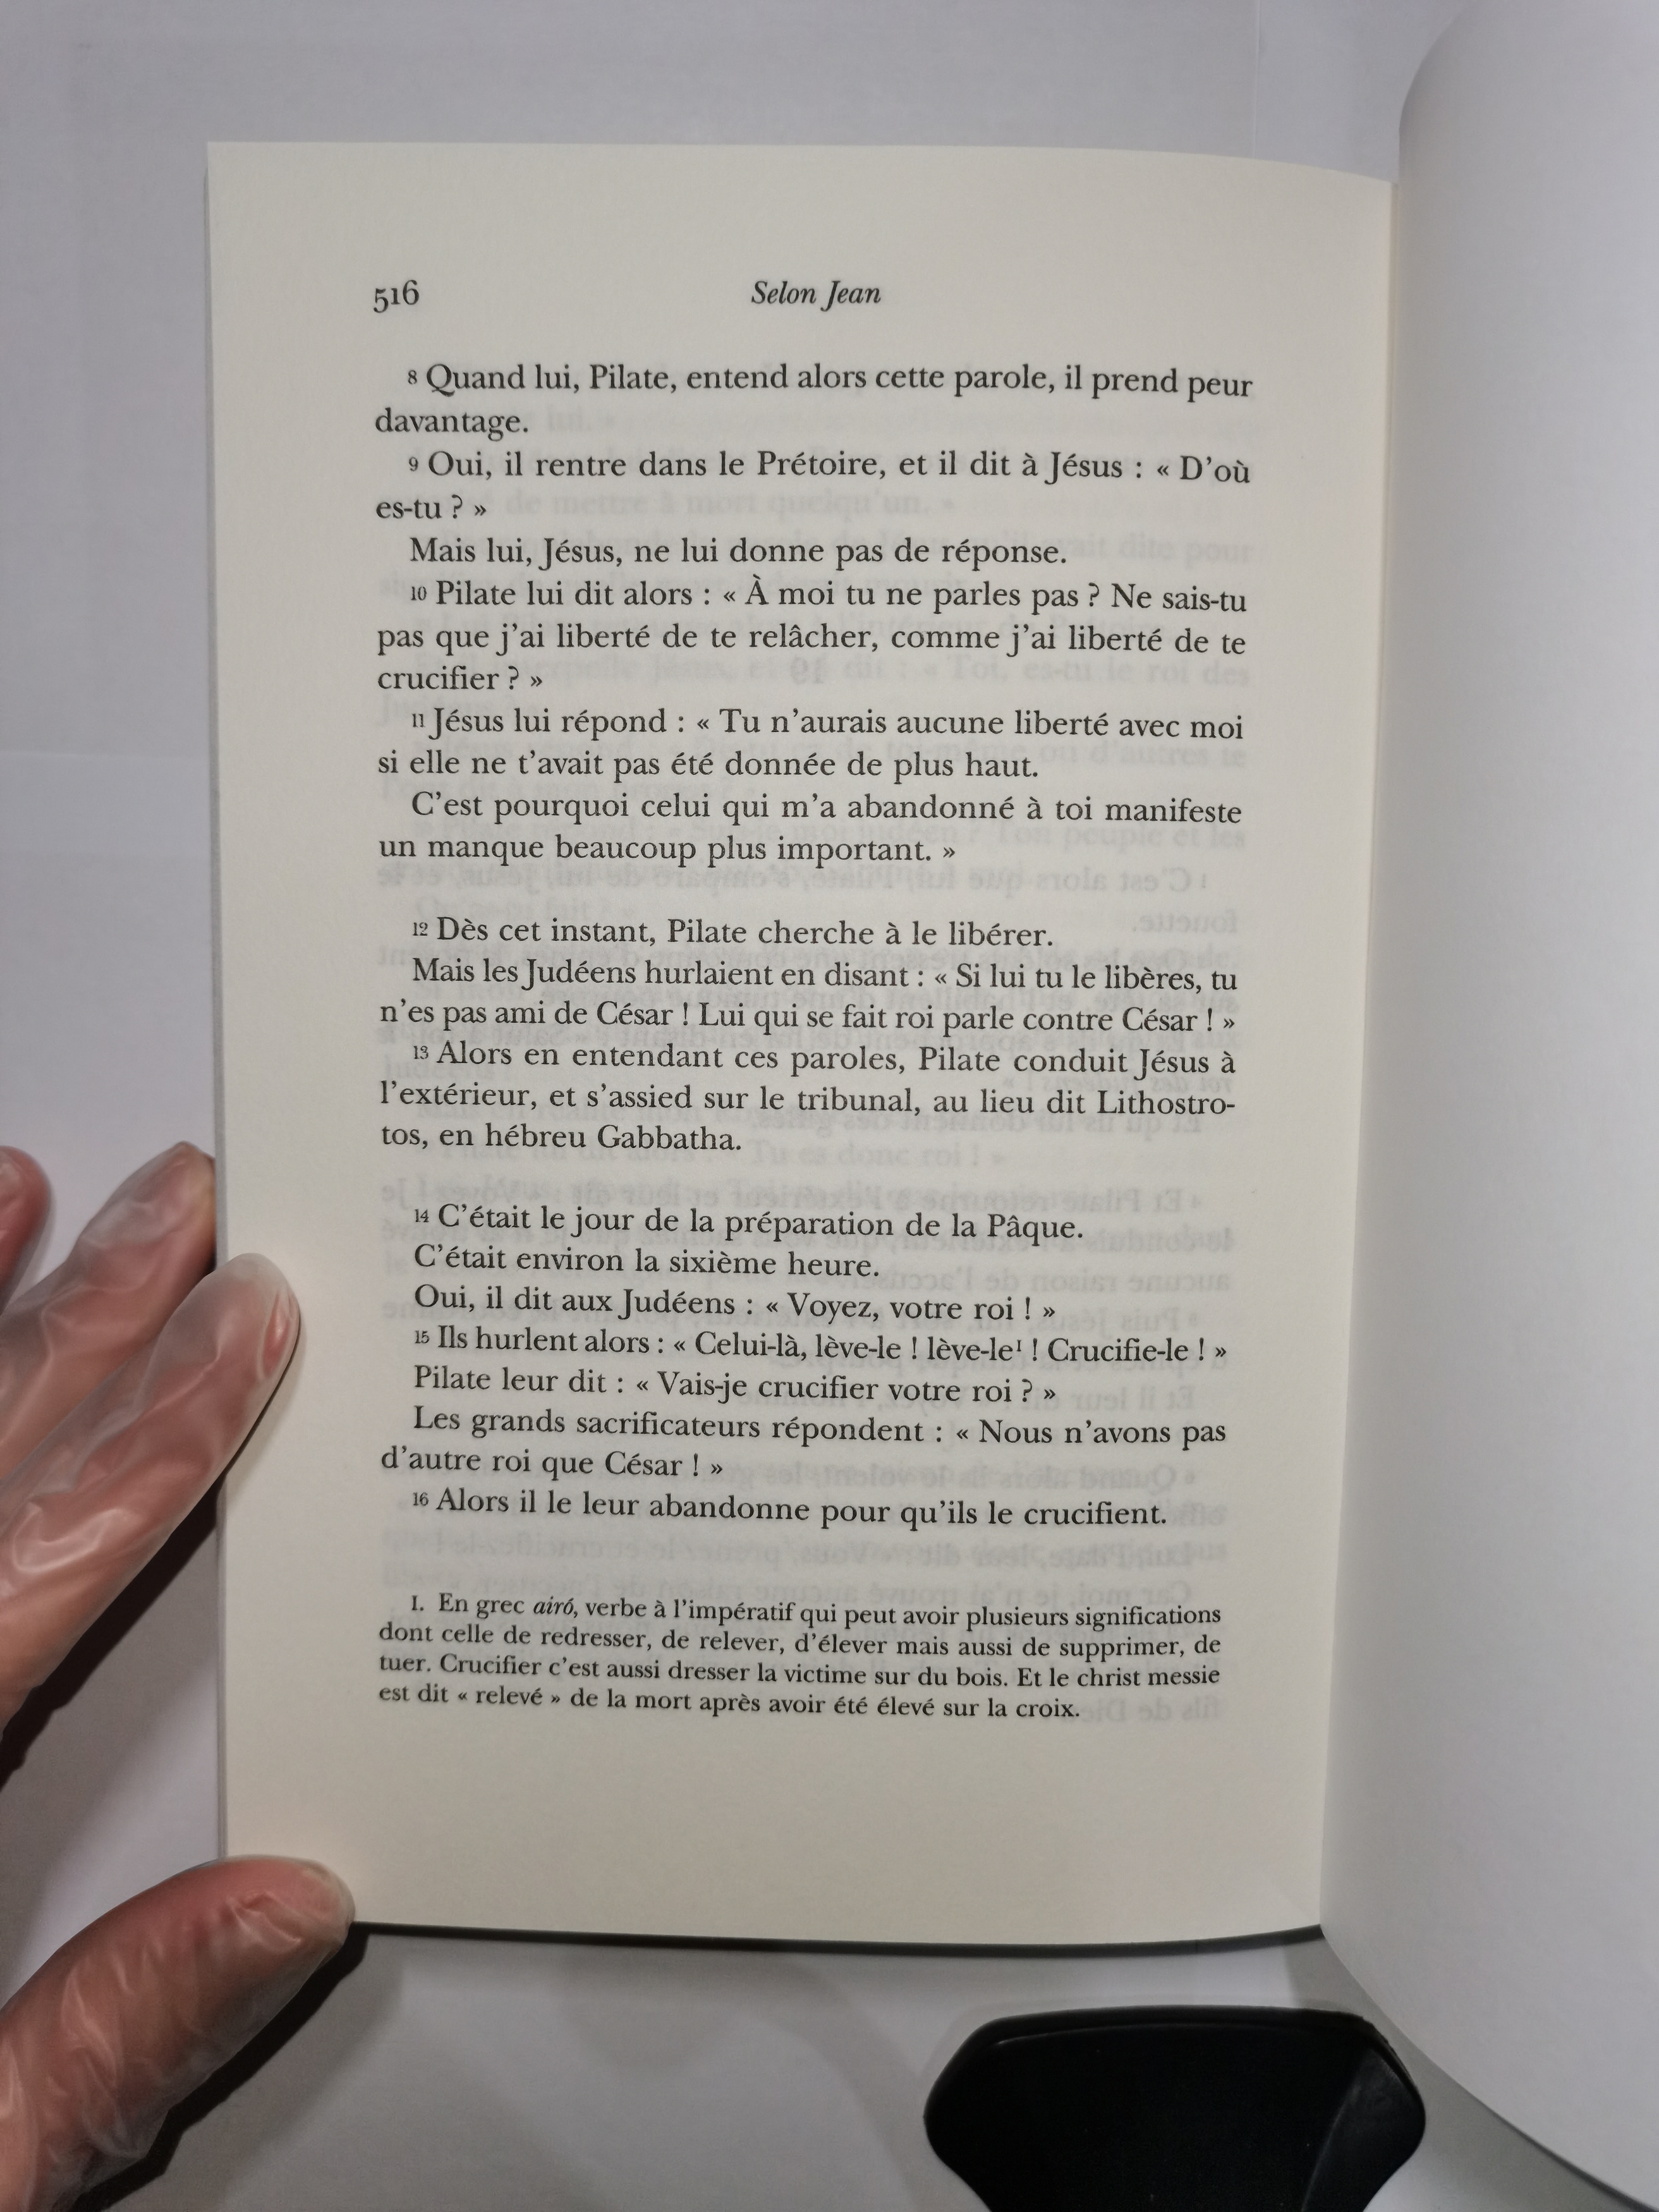 516
Selon Jean
8 Quand lui, Pilate, entend alors cette parole, il prend peur
davantage.
9 Oui, il rentre dans le Prétoire, et il dit à Jésus : « D’où
es-tu ? »
Mais lui, Jésus, ne lui donne pas de réponse.
10 Pilate lui dit alors : « À moi tu ne parles pas ? Ne sais-tu
pas que j’ai liberté de te relâcher, comme j’ai liberté de te
crucifier ? »
11 Jésus lui répond : « Tu n’aurais aucune liberté avec moi
si elle ne t’avait pas été donnée de plus haut.
C’est pourquoi celui qui m’a abandonné à toi manifeste
un manque beaucoup plus important. »
12 Dès cet instant, Pilate cherche à le libérer.
Mais les Judéens hurlaient en disant : « Si lui tu le libères, tu
n’es pas ami de César ! Lui qui se fait roi parle contre César ! »
13 Alors en entendant ces paroles, Pilate conduit Jésus à
l’extérieur, et s’assied sur le tribunal, au lieu dit Lithostro-
tos, en hébreu Gabbatha.
14 C’était le jour de la préparation de la Pâque.
C’était environ la sixième heure.
Oui, il dit aux Judéens : « Voyez, votre roi ! »
15 Ils hurlent alors : « Celui-là, lève-le ! lève-le¹ ! Crucifie-le ! »
Pilate leur dit : « Vais-je crucifier votre roi ? »
Les grands sacrificateurs répondent : « Nous n’avons pas
d’autre roi que César ! »
16 Alors il le leur abandonne pour qu’ils le crucifient.
1. En grec airó, verbe à l’impératif qui peut avoir plusieurs significations
dont celle de redresser, de relever, d’élever mais aussi de supprimer, de
tuer. Crucifier c’est aussi dresser la victime sur du bois. Et le christ messie
est dit « relevé » de la mort après avoir été élevé sur la croix.